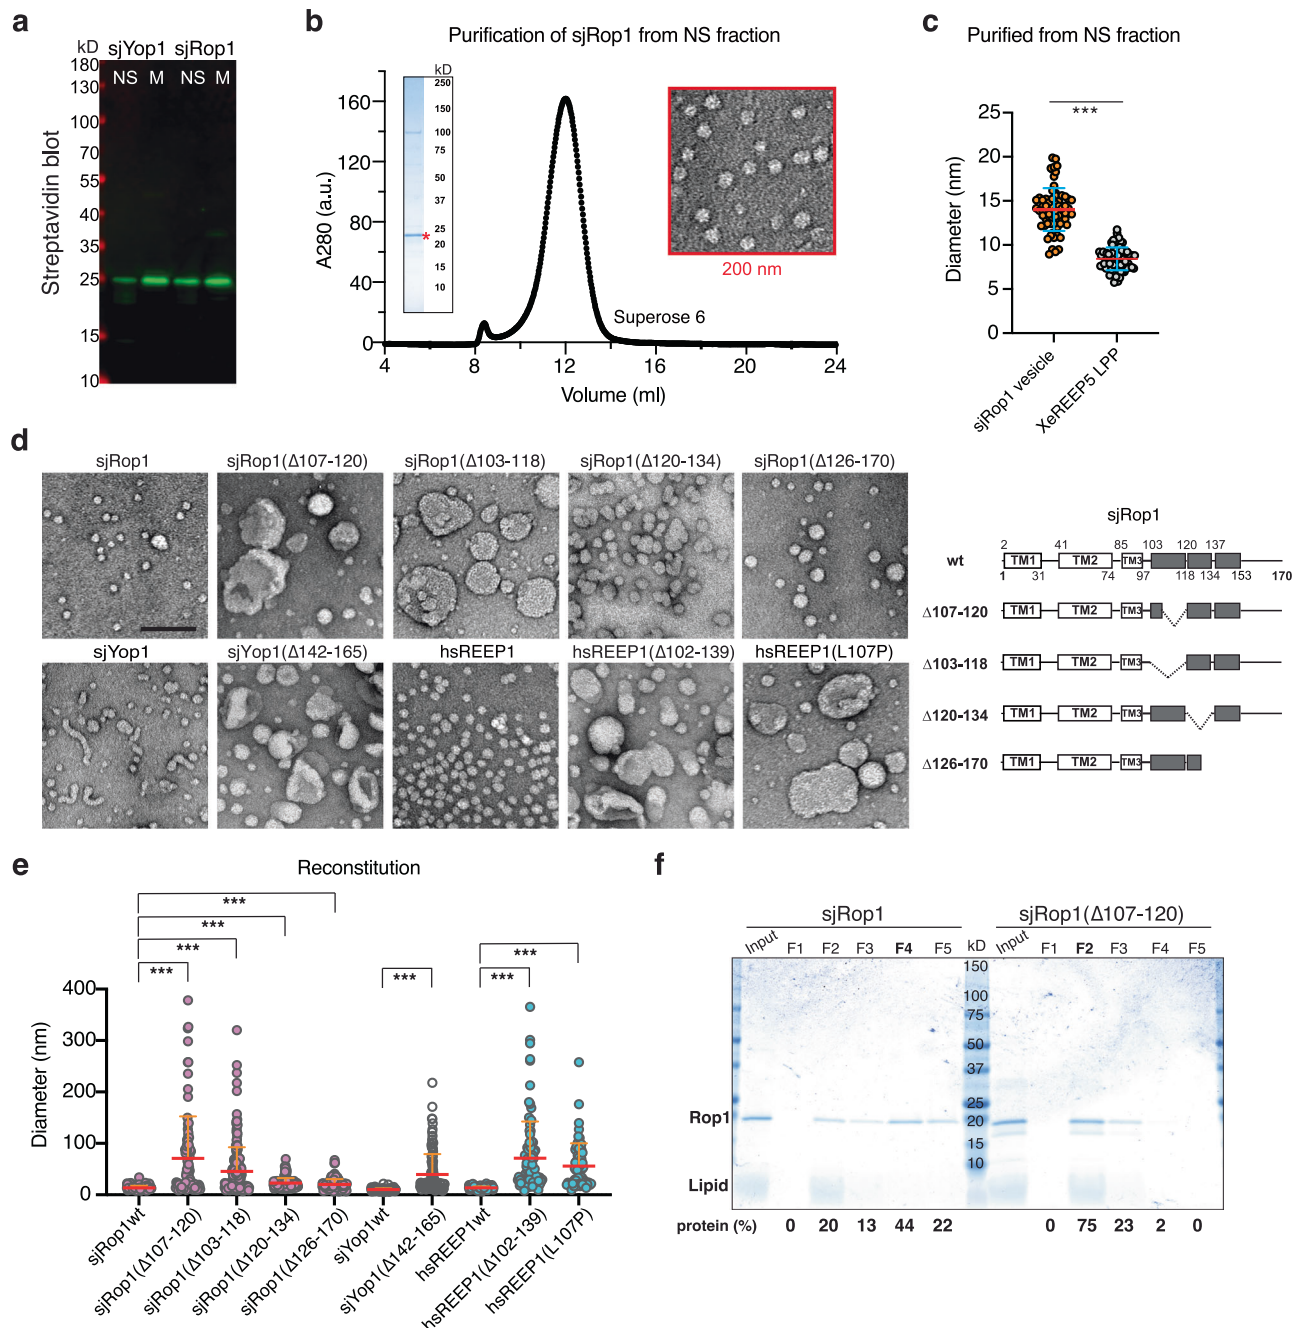 a
kD sjYop1 sjRop1
NS M NS M
180
130
100
70
55
40
35
25
15
10
Streptavidin blot
b
Purification of sjRop1 from NS fraction
A280 (a.u.)
160
120
80
40
0
4 8 12 16 20 24
Volume (ml)
kD
250
150
100
75
50
37
25
*
20
15
10
Superose 6
200 nm
c
Purified from NS fraction
Diameter (nm)
25
20
15
10
5
0
***
sjRop1 vesicle
XeREEP5 LPP
d
sjRop1 sjRop1(Δ107-120) sjRop1(Δ103-118) sjRop1(Δ120-134) sjRop1(Δ126-170)
sjYop1 sjYop1(Δ142-165) hsREEP1 hsREEP1(Δ102-139) hsREEP1(L107P)
sjRop1
2 41 85 103 120 137
wt TM1 TM2 TM3
1 31 74 97 118 134 153 170
Δ107-120 TM1 TM2 TM3
Δ103-118 TM1 TM2 TM3
Δ120-134 TM1 TM2 TM3
Δ126-170 TM1 TM2 TM3
e
Reconstitution
***
***
***
***
***
***
***
Diameter (nm)
400
300
200
100
0
sjRop1wt
sjRop1(Δ107-120)
sjRop1(Δ103-118)
sjRop1(Δ120-134)
sjRop1(Δ126-170)
sjYop1wt
sjYop1(Δ142-165)
hsREEP1wt
hsREEP1(Δ102-139)
hsREEP1(L107P)
f
sjRop1 sjRop1(Δ107-120)
Input F1 F2 F3 F4 F5 kD Input F1 F2 F3 F4 F5
150
100
75
50
37
25
20
15
10
Rop1
Lipid
protein (%) 0 20 13 44 22 0 75 23 2 0